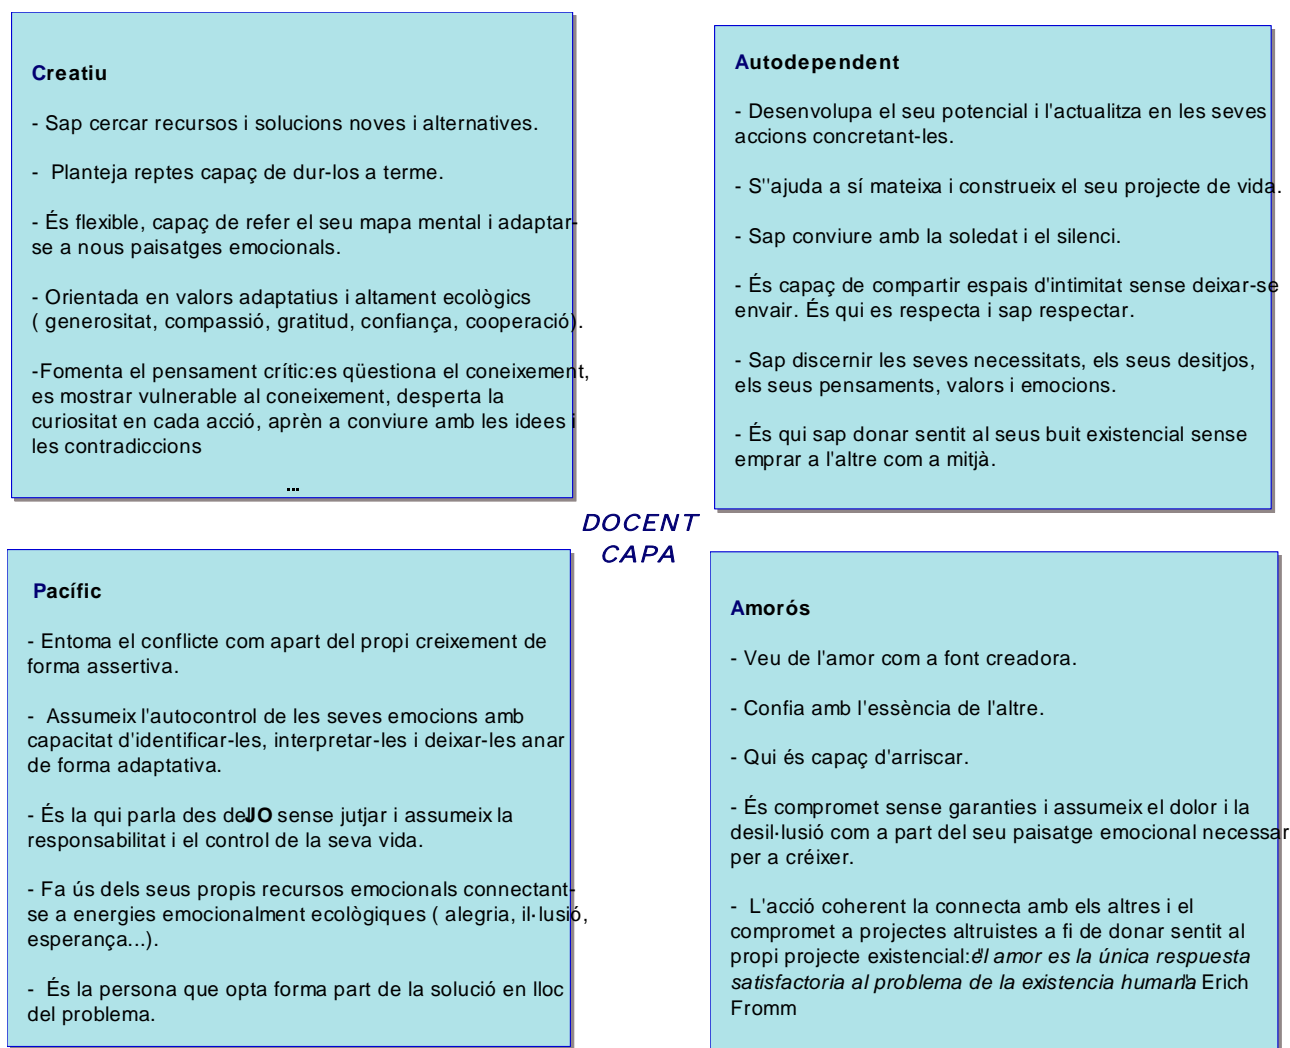 Creatiu
- Sap cercar recursos i solucions noves i alternatives.
- Planteja reptes capaç de dur-los a terme.
- És flexible, capaç de refer el seu mapa mental i adaptar-
se a nous paisatges emocionals.
- Orientada en valors adaptatius i altament ecològics
( generositat, compassió, gratitud, confiança, cooperació).
-Fomenta el pensament crític:es qüestiona el coneixement,
es mostrar vulnerable al coneixement, desperta la
curiositat en cada acció, aprèn a conviure amb les idees i
les contradiccions
...
Autodependent
- Desenvolupa el seu potencial i l'actualitza en les seves
accions concretant-les.
- S''ajuda a sí mateixa i construeix el seu projecte de vida.
- Sap conviure amb la soledat i el silenci.
- És capaç de compartir espais d'intimitat sense deixar-se
envair. És qui es respecta i sap respectar.
- Sap discernir les seves necessitats, els seus desitjos,
els seus pensaments, valors i emocions.
- És qui sap donar sentit al seus buit existencial sense
emprar a l'altre com a mitjà.
DOCENT
CAPA
Pacífic
- Entoma el conflicte com apart del propi creixement de
forma assertiva.
- Assumeix l'autocontrol de les seves emocions amb
capacitat d'identificar-les, interpretar-les i deixar-les anar
de forma adaptativa.
- És la qui parla des del JO sense jutjar i assumeix la
responsabilitat i el control de la seva vida.
- Fa ús dels seus propis recursos emocionals connectant-
se a energies emocionalment ecològiques ( alegria, il·lusió,
esperança...).
- És la persona que opta forma part de la solució en lloc
del problema.
Amorós
- Veu de l'amor com a font creadora.
- Confia amb l'essència de l'altre.
- Qui és capaç d'arriscar.
- És compromet sense garanties i assumeix el dolor i la
desil·lusió com a part del seu paisatge emocional necessar
per a créixer.
- L'acció coherent la connecta amb els altres i el
compromet a projectes altruistes a fi de donar sentit al
propi projecte existencial:"el amor es la única respuesta
satisfactoria al problema de la existencia humana" Erich
Fromm